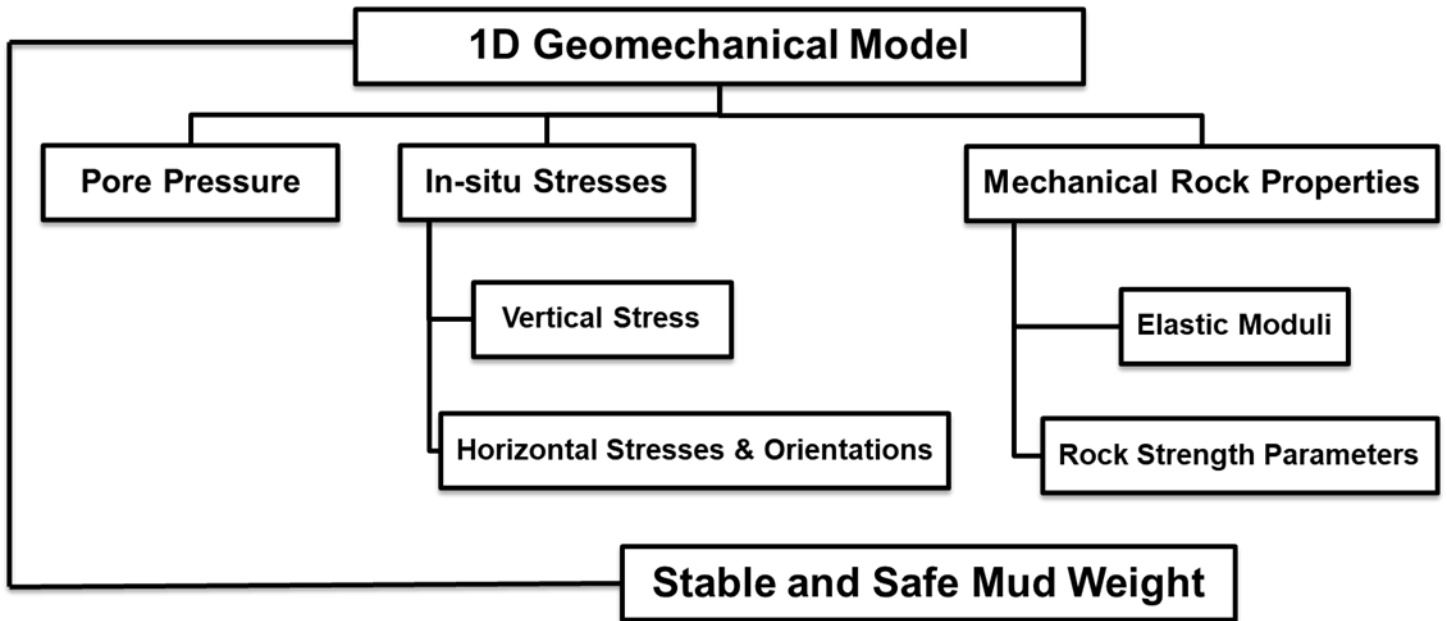 1D Geomechanical Model
Pore Pressure
In-situ Stresses
Mechanical Rock Properties
Vertical Stress
Elastic Moduli
Horizontal Stresses & Orientations
Rock Strength Parameters
Stable and Safe Mud Weight